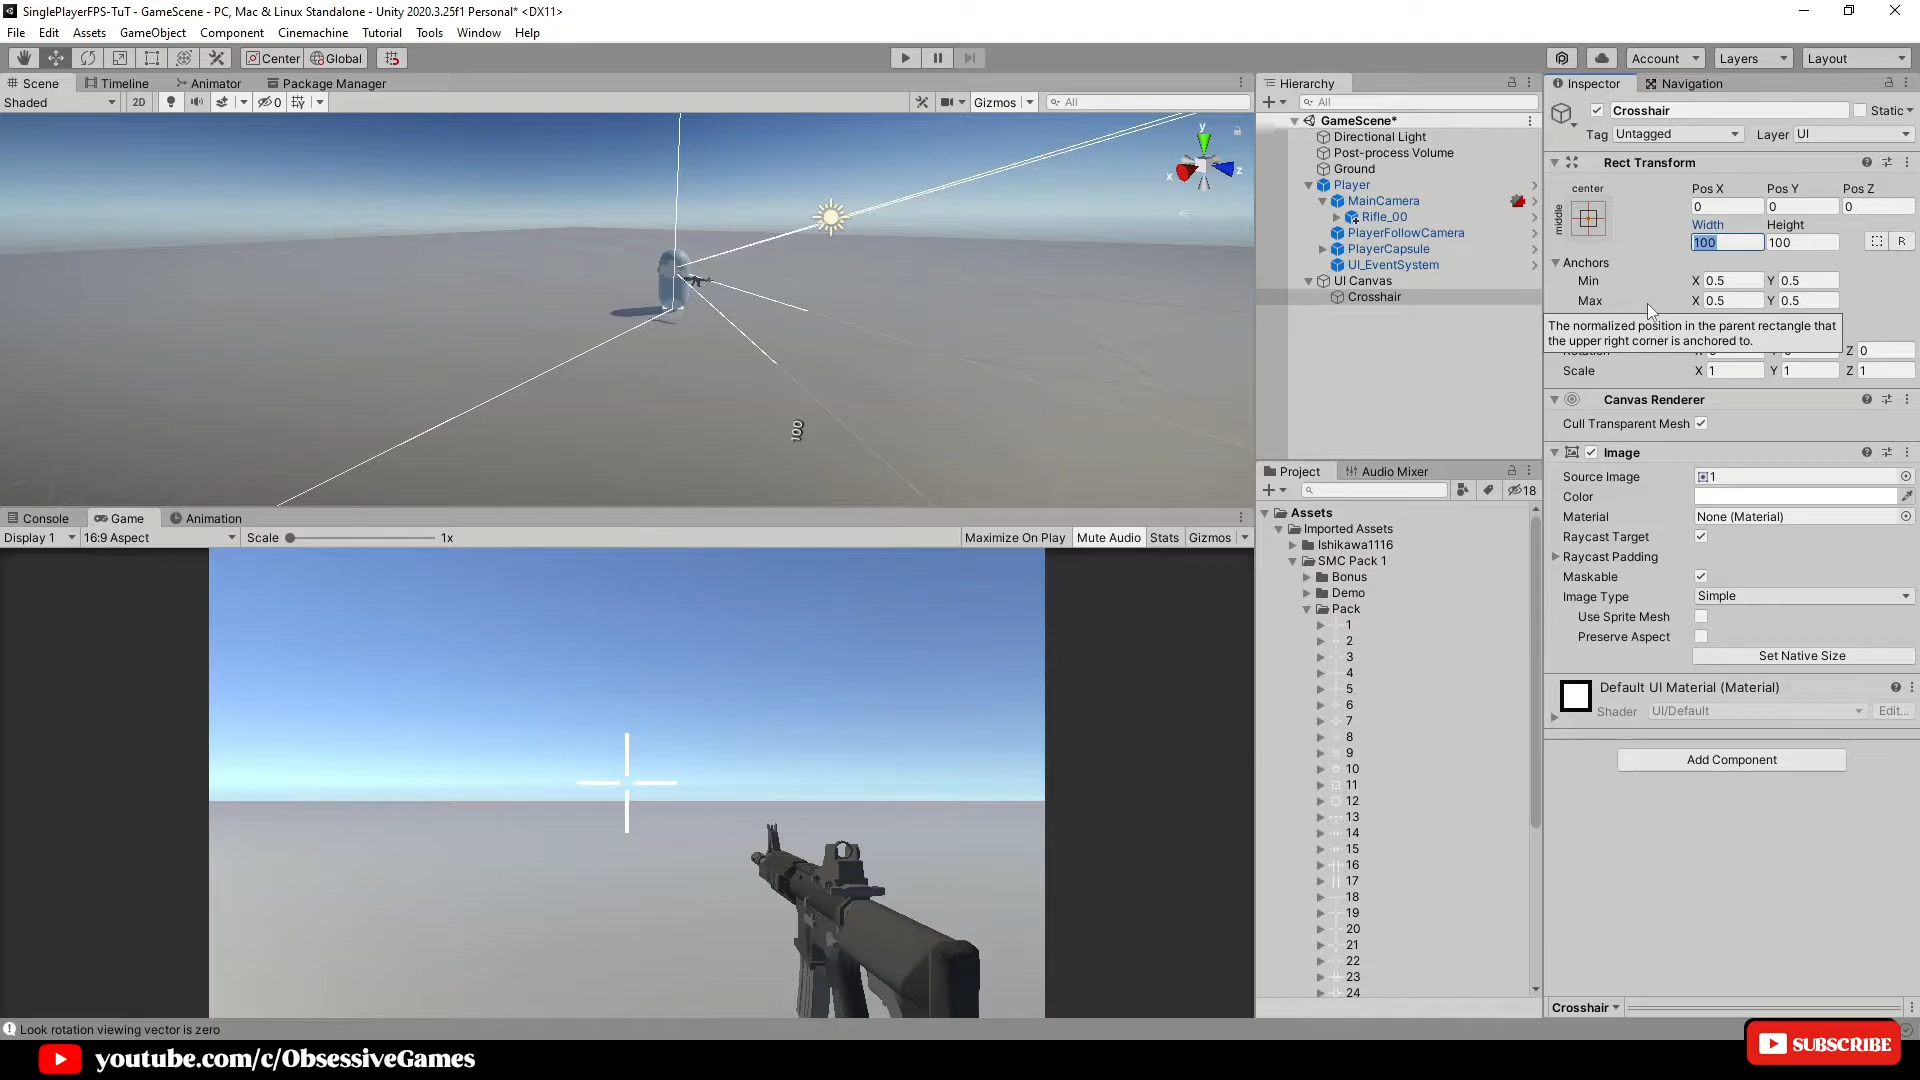 SinglePlayerFPS-TuT - GameScene - PC, Mac & Linux Standalone - Unity 2020.3.25f1 Personal* <DX11>
File Edit Assets GameObject Component Cinemachine Tutorial Tools Window Help
Center Global Account Layers Layout
Scene Timeline Animator Package Manager
Shaded 2D 0 Gizmos All
y
x
z
100
Console Game Animation
Display 1 16:9 Aspect Scale 1x Maximize On Play Mute Audio Stats Gizmos
Hierarchy
All
GameScene*
Directional Light
Post-process Volume
Ground
Player
MainCamera
Rifle_00
PlayerFollowCamera
PlayerCapsule
UI_EventSystem
UI Canvas
Crosshair
Project Audio Mixer
18
Assets
Imported Assets
Ishikawa1116
SMC Pack 1
Bonus
Demo
Pack
1
2
3
4
5
6
7
8
9
10
11
12
13
14
15
16
17
18
19
20
21
22
23
24
Inspector Navigation
Crosshair Static
Tag Untagged Layer UI
Rect Transform
center Pos X Pos Y Pos Z
middle 0 0 0
Width Height
100 100 R
Anchors
Min X 0.5 Y 0.5
Max X 0.5 Y 0.5
The normalized position in the parent rectangle that
the upper right corner is anchored to.
Z 0
Scale X 1 Y 1 Z 1
Canvas Renderer
Cull Transparent Mesh
Image
Source Image 1
Color
Material None (Material)
Raycast Target
Raycast Padding
Maskable
Image Type Simple
Use Sprite Mesh
Preserve Aspect
Set Native Size
Default UI Material (Material)
Shader UI/Default Edit...
Add Component
Crosshair
Look rotation viewing vector is zero
youtube.com/c/ObsessiveGames
SUBSCRIBE